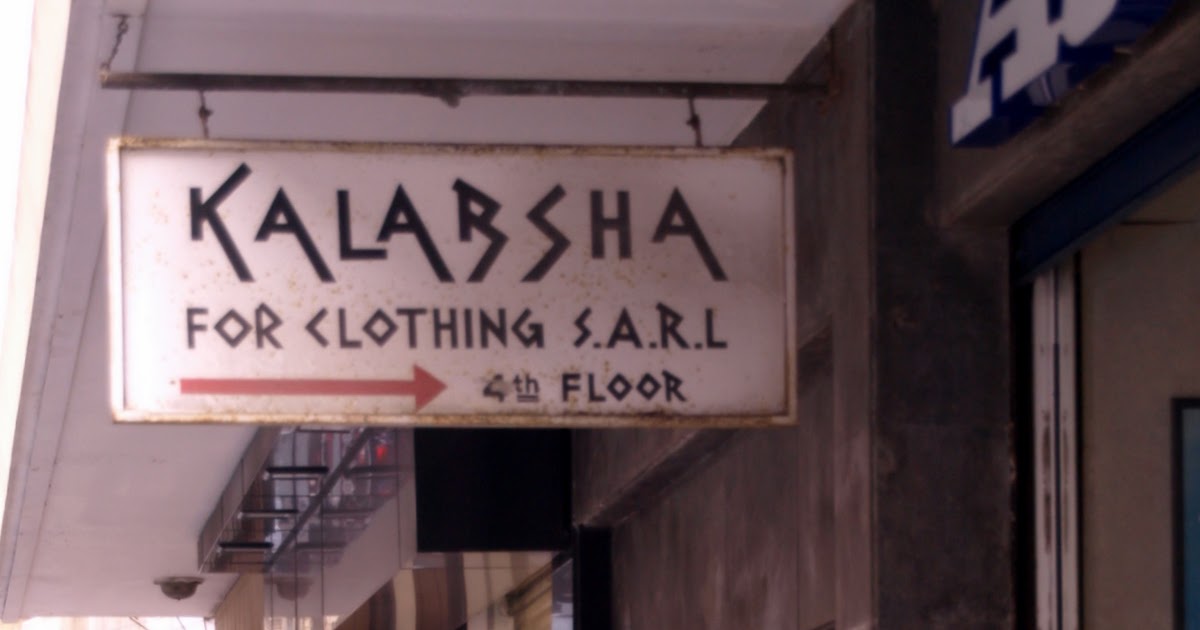 KALABSHA
FOR CLOTHING S.A.R.L
4th FLOOR